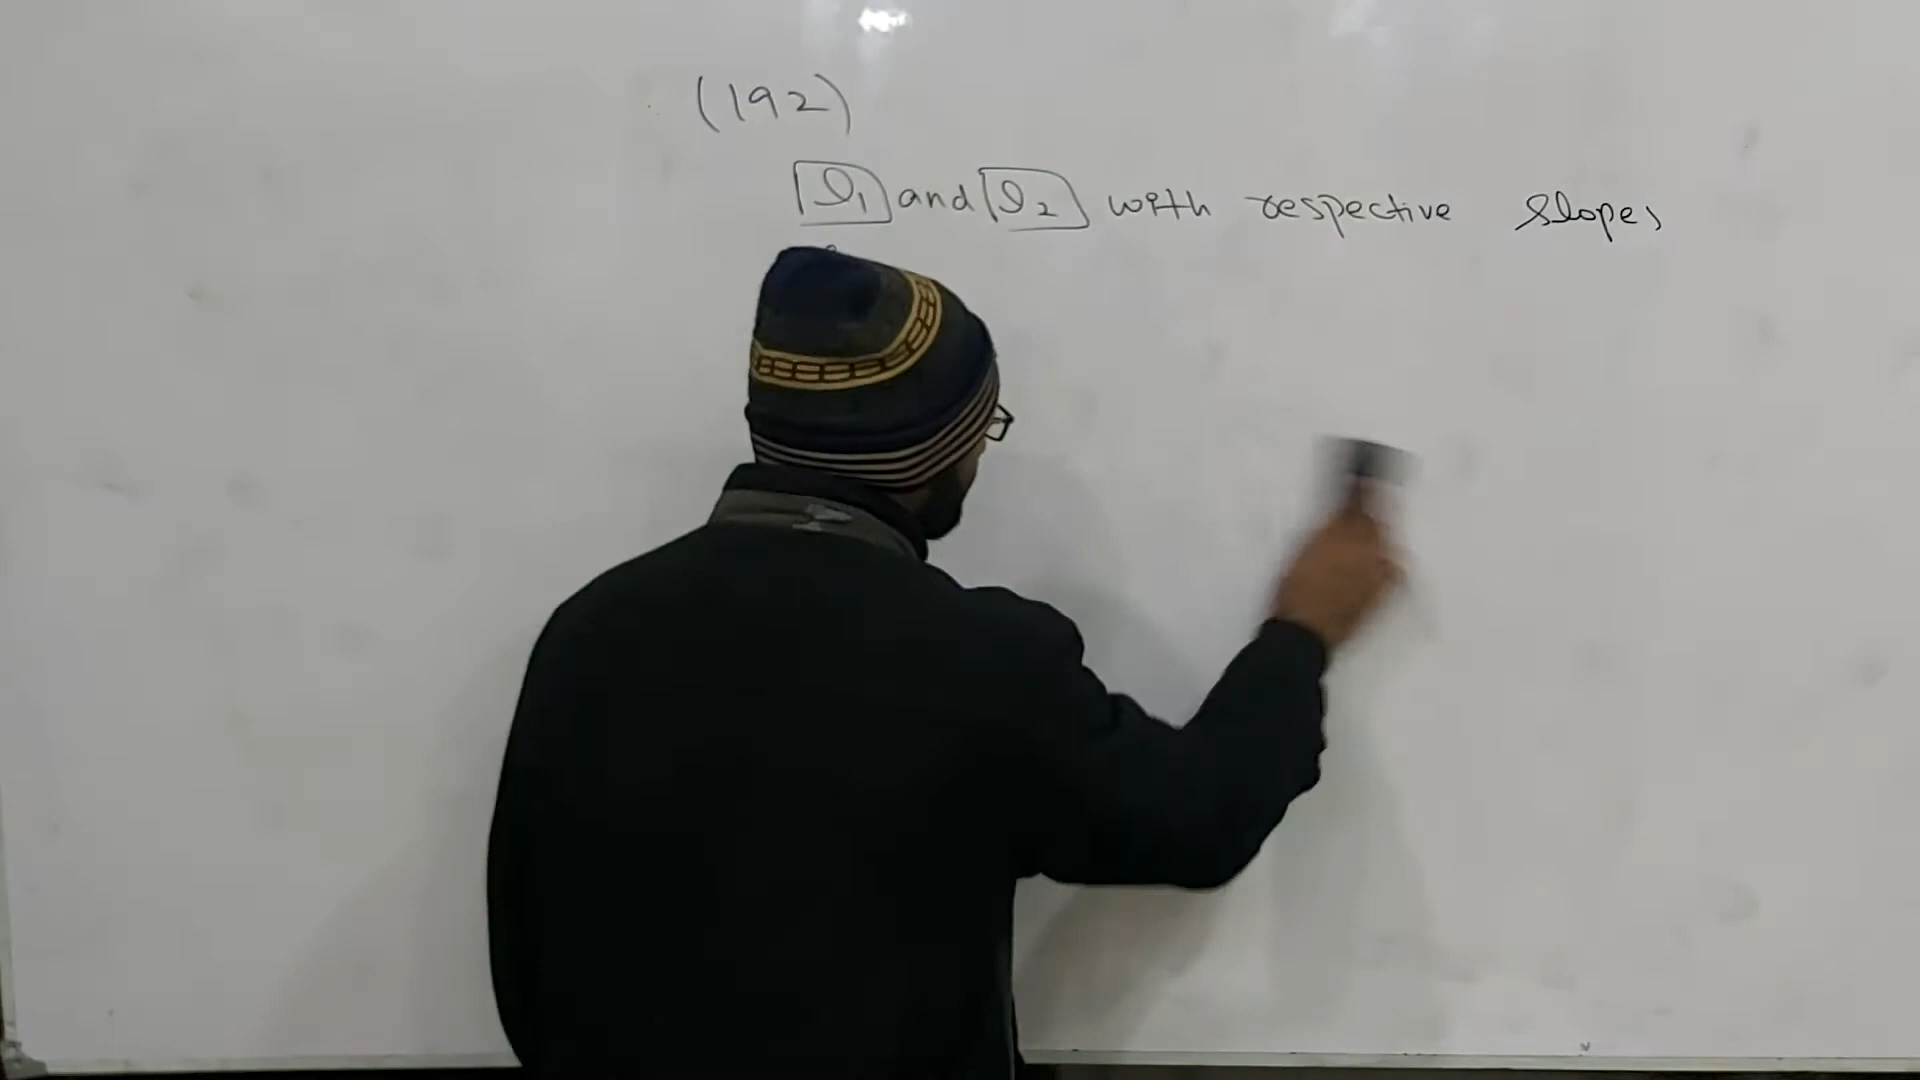 (192)
l1 and l2 with respective slopes